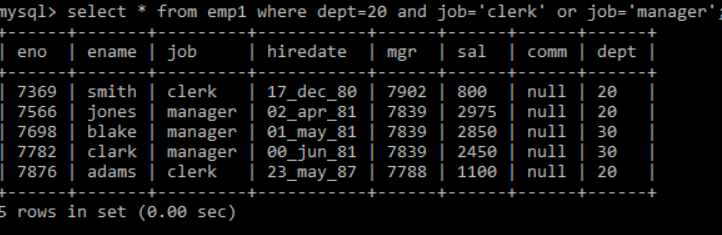 mysql> select * from emp1 where dept=20 and job='clerk' or job='manager';
+------+-------+---------+-----------+------+------+------+------+
| eno | ename | job | hiredate | mgr | sal | comm | dept |
+------+-------+---------+-----------+------+------+------+------+
| 7369 | smith | clerk | 17_dec_80 | 7902 | 800 | null | 20 |
| 7566 | jones | manager | 02_apr_81 | 7839 | 2975 | null | 20 |
| 7698 | blake | manager | 01_may_81 | 7839 | 2850 | null | 30 |
| 7782 | clark | manager | 00_jun_81 | 7839 | 2450 | null | 30 |
| 7876 | adams | clerk | 23_may_87 | 7788 | 1100 | null | 20 |
+------+-------+---------+-----------+------+------+------+------+
5 rows in set (0.00 sec)